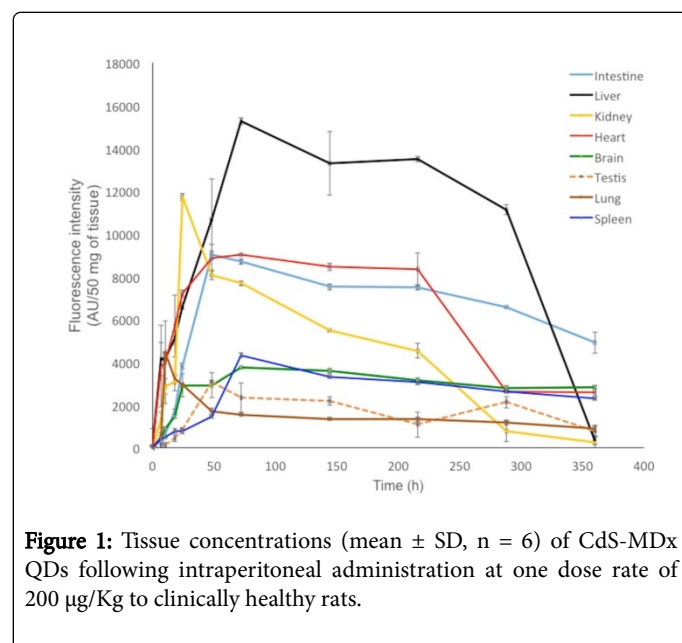 18000
16000
14000
12000
10000
8000
6000
4000
2000
0
Fluorescence intensity
(AU/50 mg of tissue)
Intestine
Liver
Kidney
Heart
Brain
Testis
Lung
Spleen
0 50 100 150 200 250 300 350 400
Time (h)
Figure 1: Tissue concentrations (mean ± SD, n = 6) of CdS-MDx
QDs following intraperitoneal administration at one dose rate of
200 μg/Kg to clinically healthy rats.